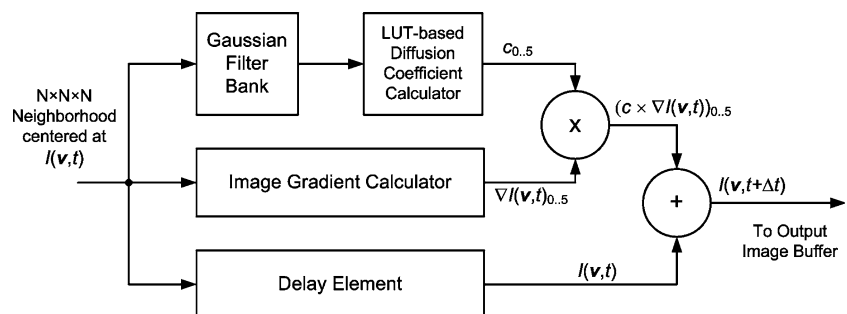 Gaussian
Filter
Bank
LUT-based
Diffusion
Coefficient
Calculator
c0..5
N×N×N
Neighborhood
centered at
I(v,t)
X
(c × ∇I(v,t))0..5
Image Gradient Calculator
∇I(v,t)0..5
+
I(v,t+Δt)
To Output
Image Buffer
Delay Element
I(v,t)